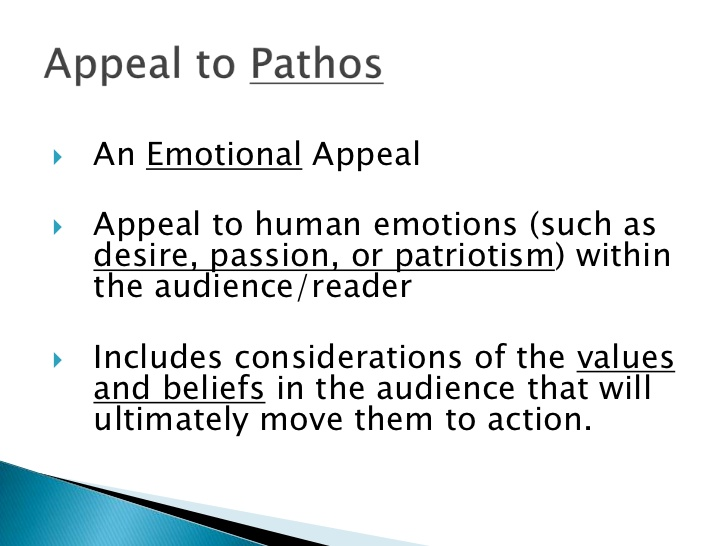 Appeal to Pathos
An Emotional Appeal
Appeal to human emotions (such as
desire, passion, or patriotism) within
the audience/reader
Includes considerations of the values
and beliefs in the audience that will
ultimately move them to action.